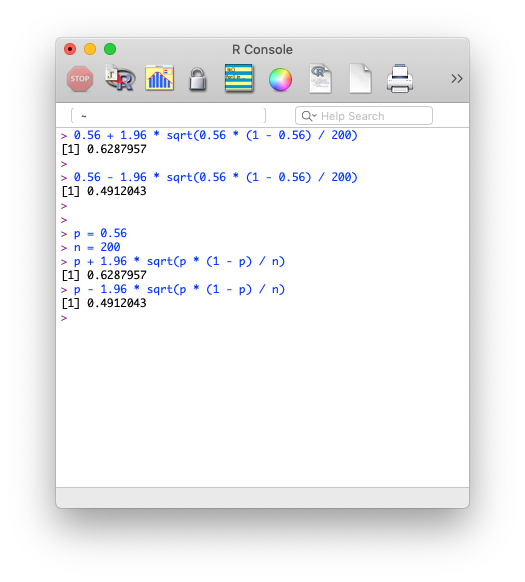 R Console
STOP
R
R
»
~
Help Search
> 0.56 + 1.96 * sqrt(0.56 * (1 - 0.56) / 200)
[1] 0.6287957
>
> 0.56 - 1.96 * sqrt(0.56 * (1 - 0.56) / 200)
[1] 0.4912043
>
>
> p = 0.56
> n = 200
> p + 1.96 * sqrt(p * (1 - p) / n)
[1] 0.6287957
> p - 1.96 * sqrt(p * (1 - p) / n)
[1] 0.4912043
>